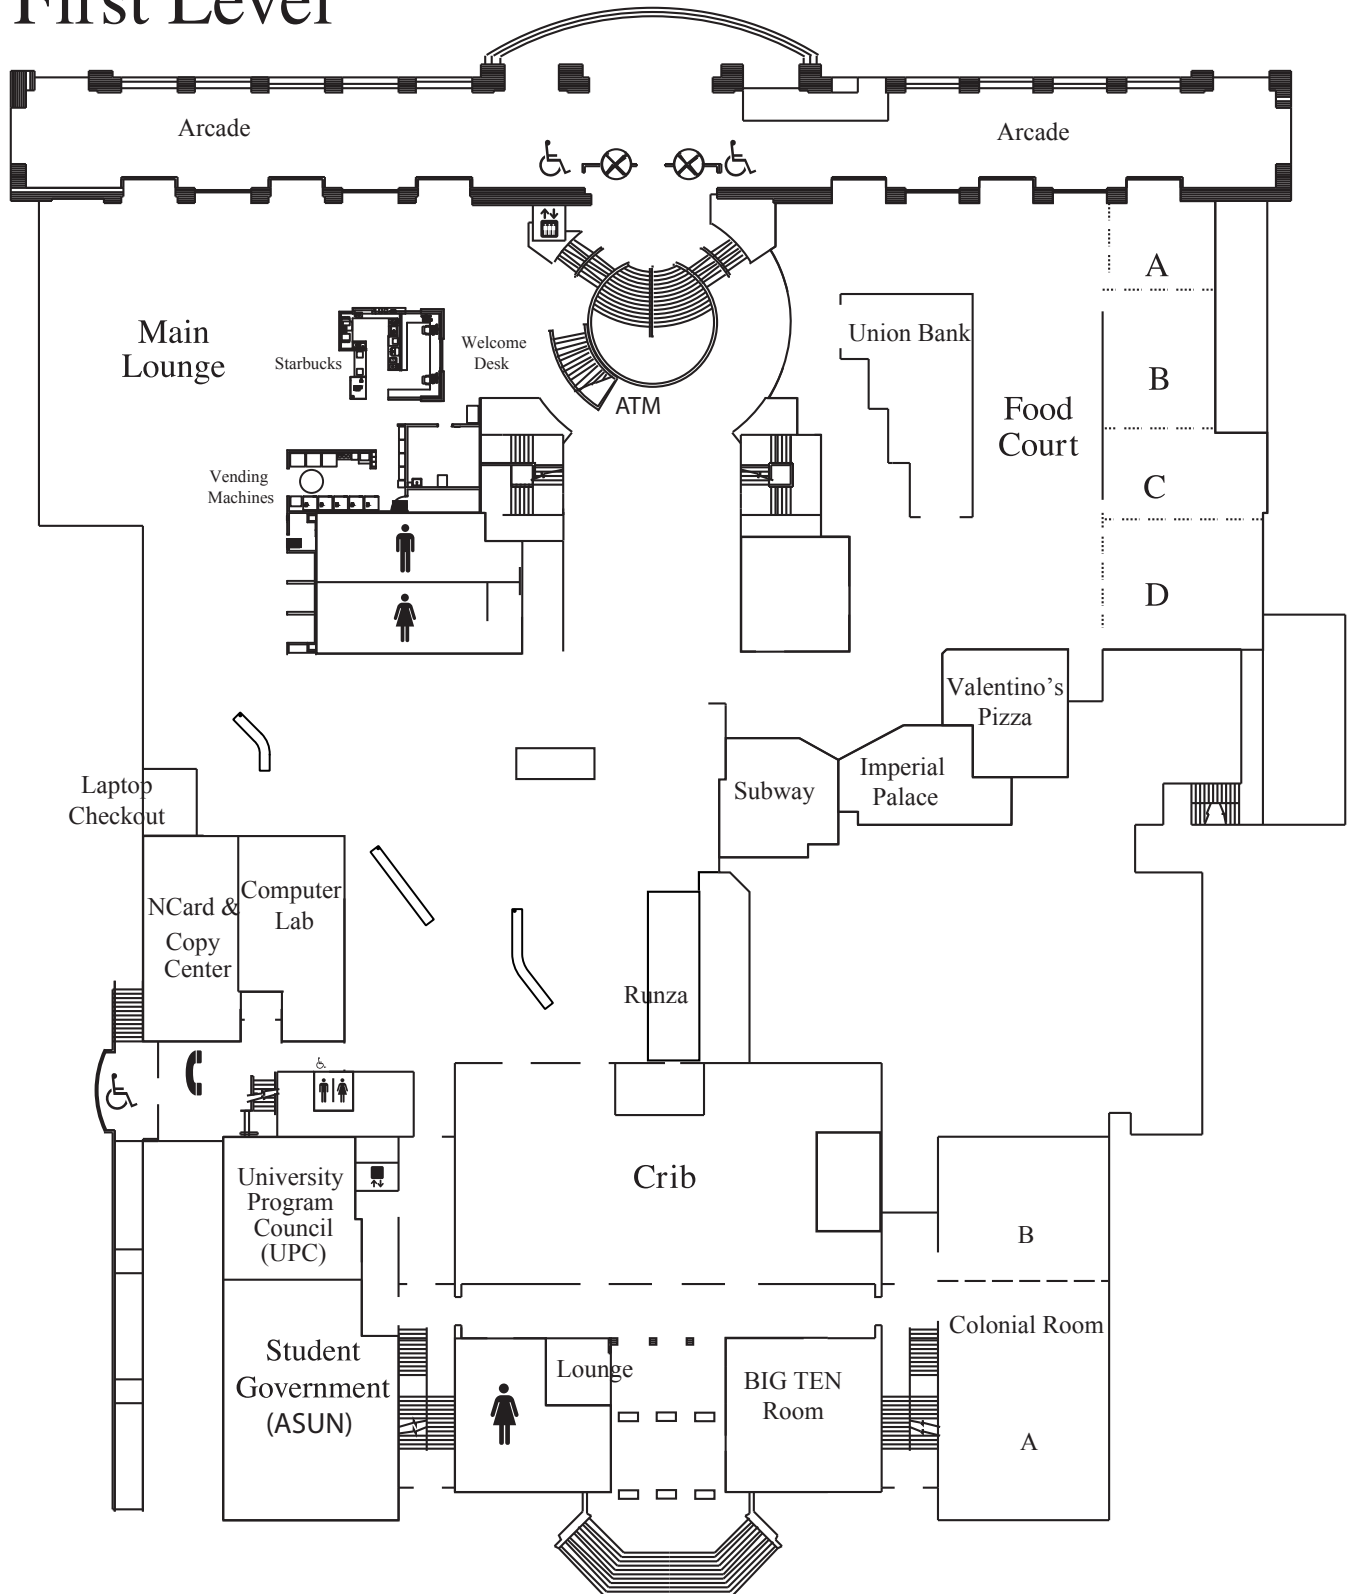 First Level
Arcade
Arcade
A
Main
Lounge
Starbucks
Welcome
Desk
Union Bank
B
ATM
Food
Court
Vending
Machines
C
D
Valentino's
Pizza
Laptop
Checkout
Subway
Imperial
Palace
NCard &
Copy
Center
Computer
Lab
Runza
University
Program
Council
(UPC)
Crib
B
Colonial Room
Student
Government
(ASUN)
Lounge
BIG TEN
Room
A